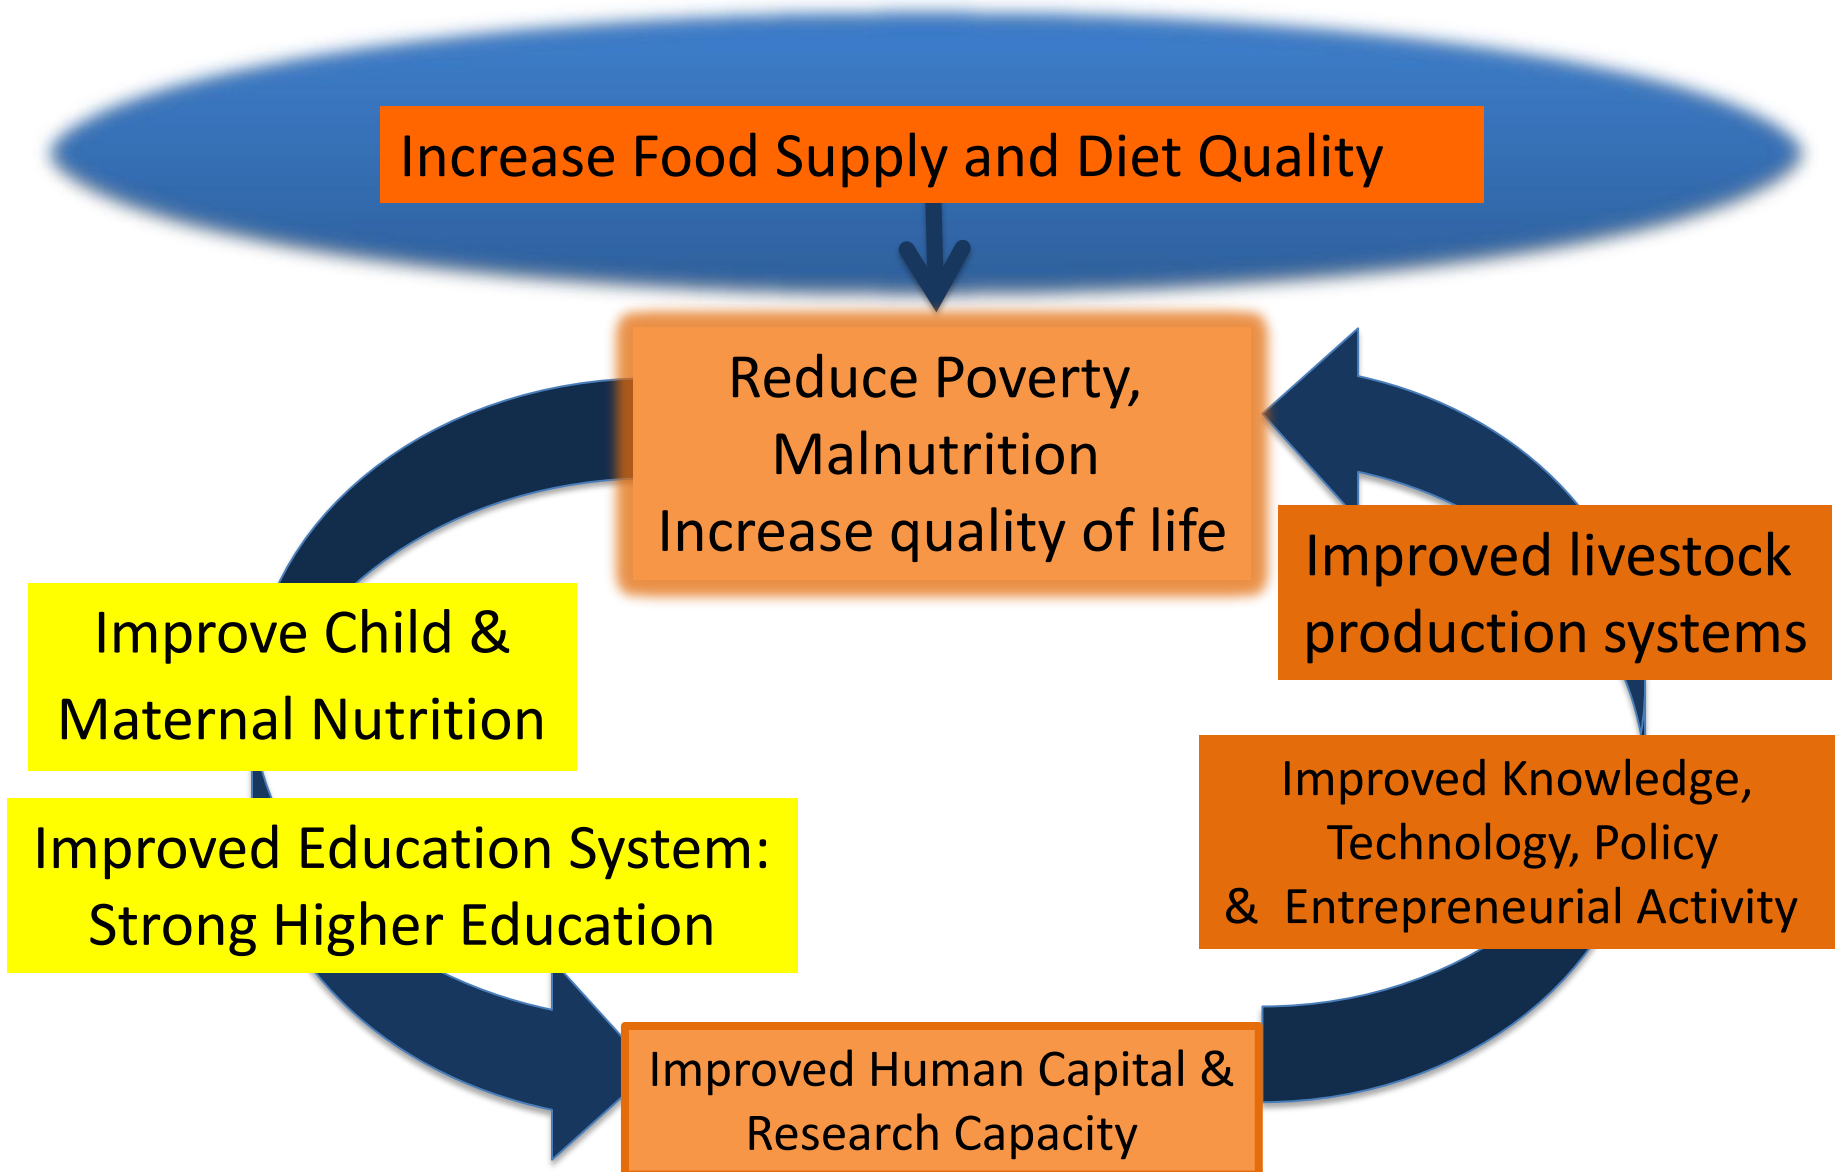 Increase Food Supply and Diet Quality
Reduce Poverty,
Malnutrition
Increase quality of life
Improve Child &
Maternal Nutrition
Improved Education System:
Strong Higher Education
Improved Human Capital &
Research Capacity
Improved Knowledge,
Technology, Policy
& Entrepreneurial Activity
Improved livestock
production systems